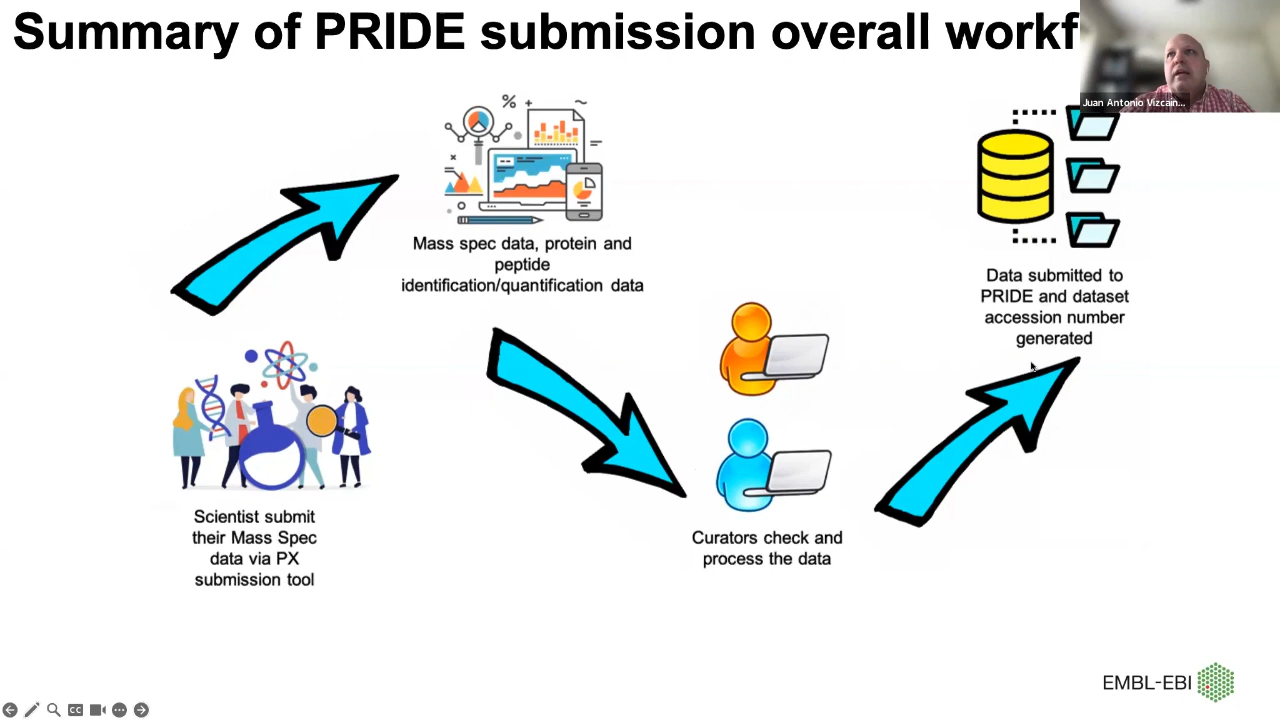 Summary of PRIDE submission overall workf
Juan Antonio Vizcain...
%
Mass spec data, protein and
peptide
identification/quantification data
Data submitted to
PRIDE and dataset
accession number
generated
Scientist submit
their Mass Spec
data via PX
submission tool
Curators check and
process the data
EMBL-EBI
CC